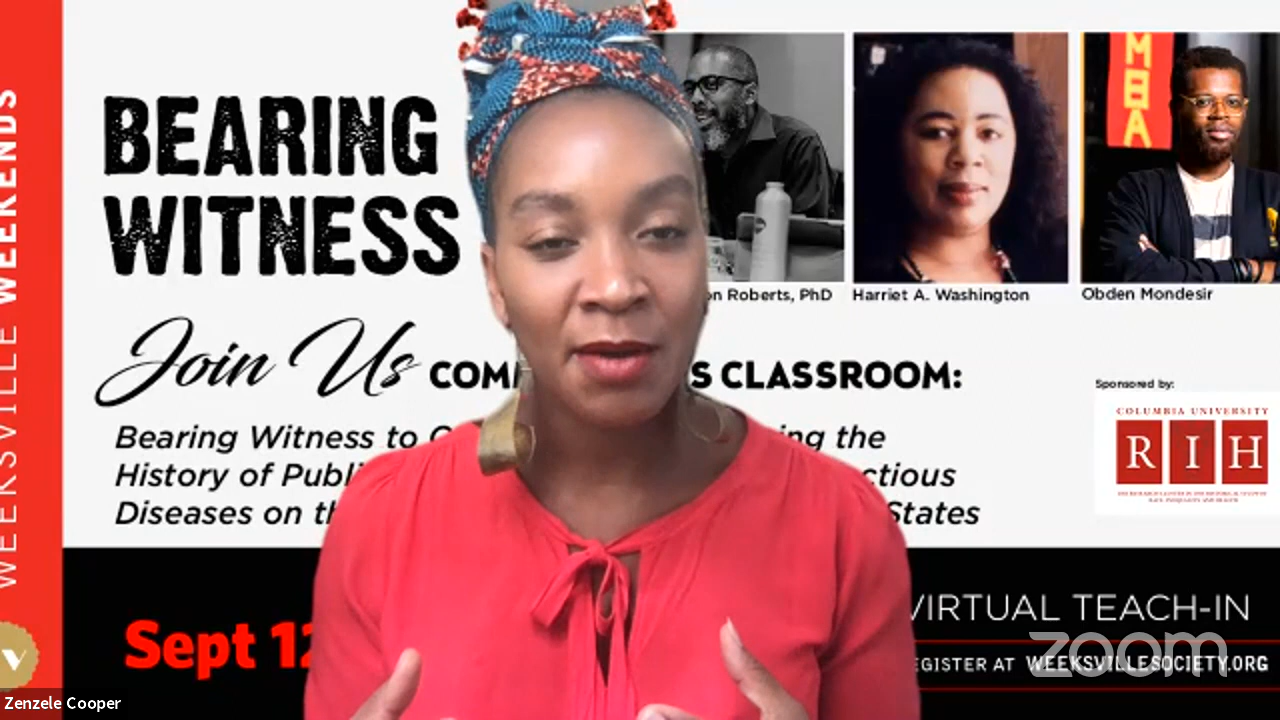 WEEKSVILLE WEEKENDS
BEARING
WITNESS
MBA
on Roberts, PhD
Harriet A. Washington
Obden Mondesir
Join Us COM S CLASSROOM:
Sponsored by:
COLUMBIA UNIVERSITY
RIH
Bearing Witness to C ing the
History of Publi ctious
Diseases on th States
Sept 12
VIRTUAL TEACH-IN
zoom
EGISTER AT WEEKSVILLESOCIETY.ORG
Zenzele Cooper